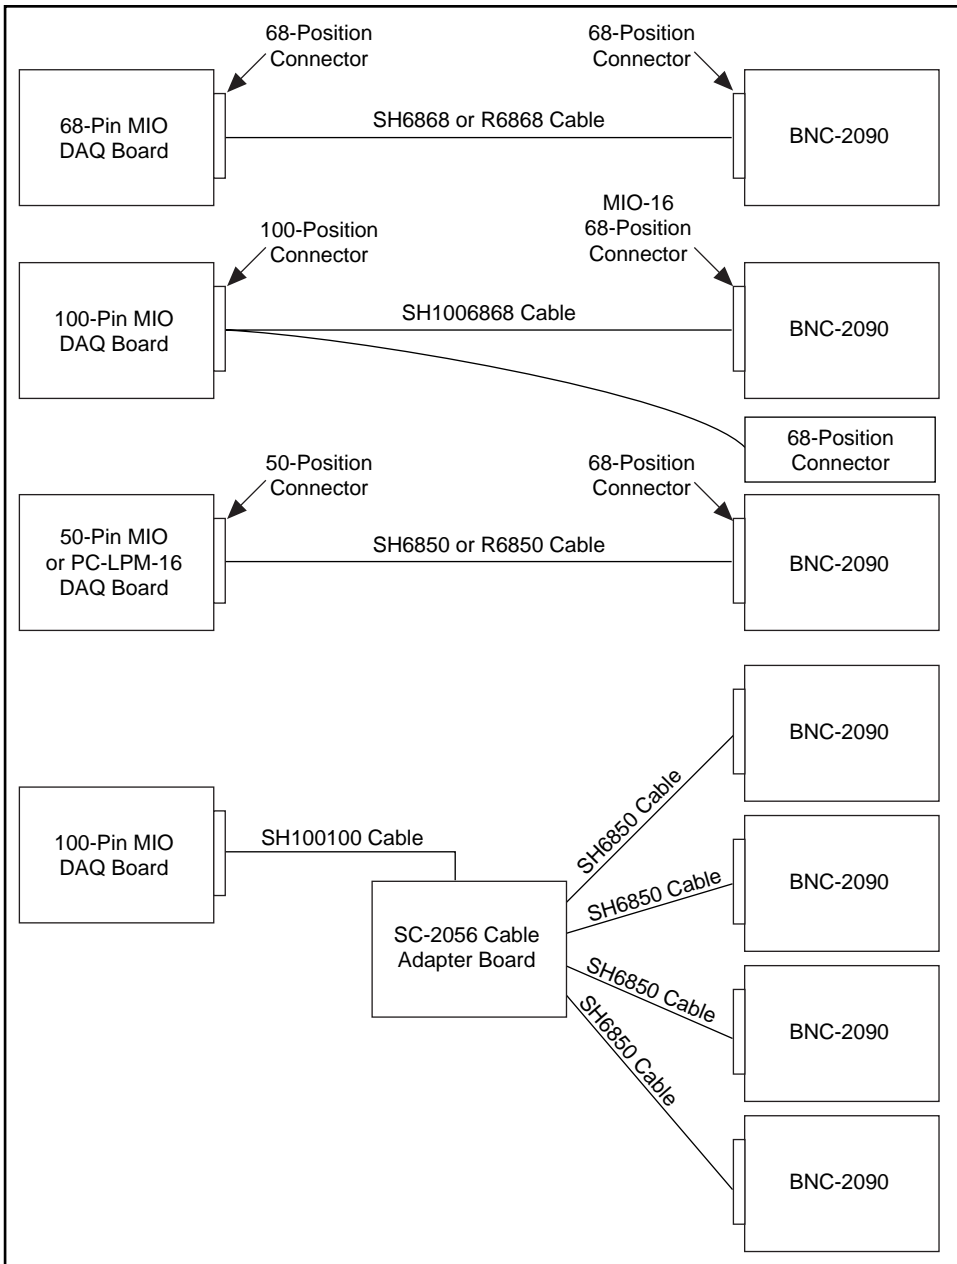 68-Position
Connector
68-Position
Connector
68-Pin MIO
DAQ Board
SH6868 or R6868 Cable
BNC-2090
100-Position
Connector
MIO-16
68-Position
Connector
100-Pin MIO
DAQ Board
SH1006868 Cable
BNC-2090
68-Position
Connector
50-Position
Connector
68-Position
Connector
50-Pin MIO
or PC-LPM-16
DAQ Board
SH6850 or R6850 Cable
BNC-2090
100-Pin MIO
DAQ Board
SH100100 Cable
SC-2056 Cable
Adapter Board
SH6850 Cable
BNC-2090
SH6850 Cable
BNC-2090
SH6850 Cable
BNC-2090
SH6850 Cable
BNC-2090